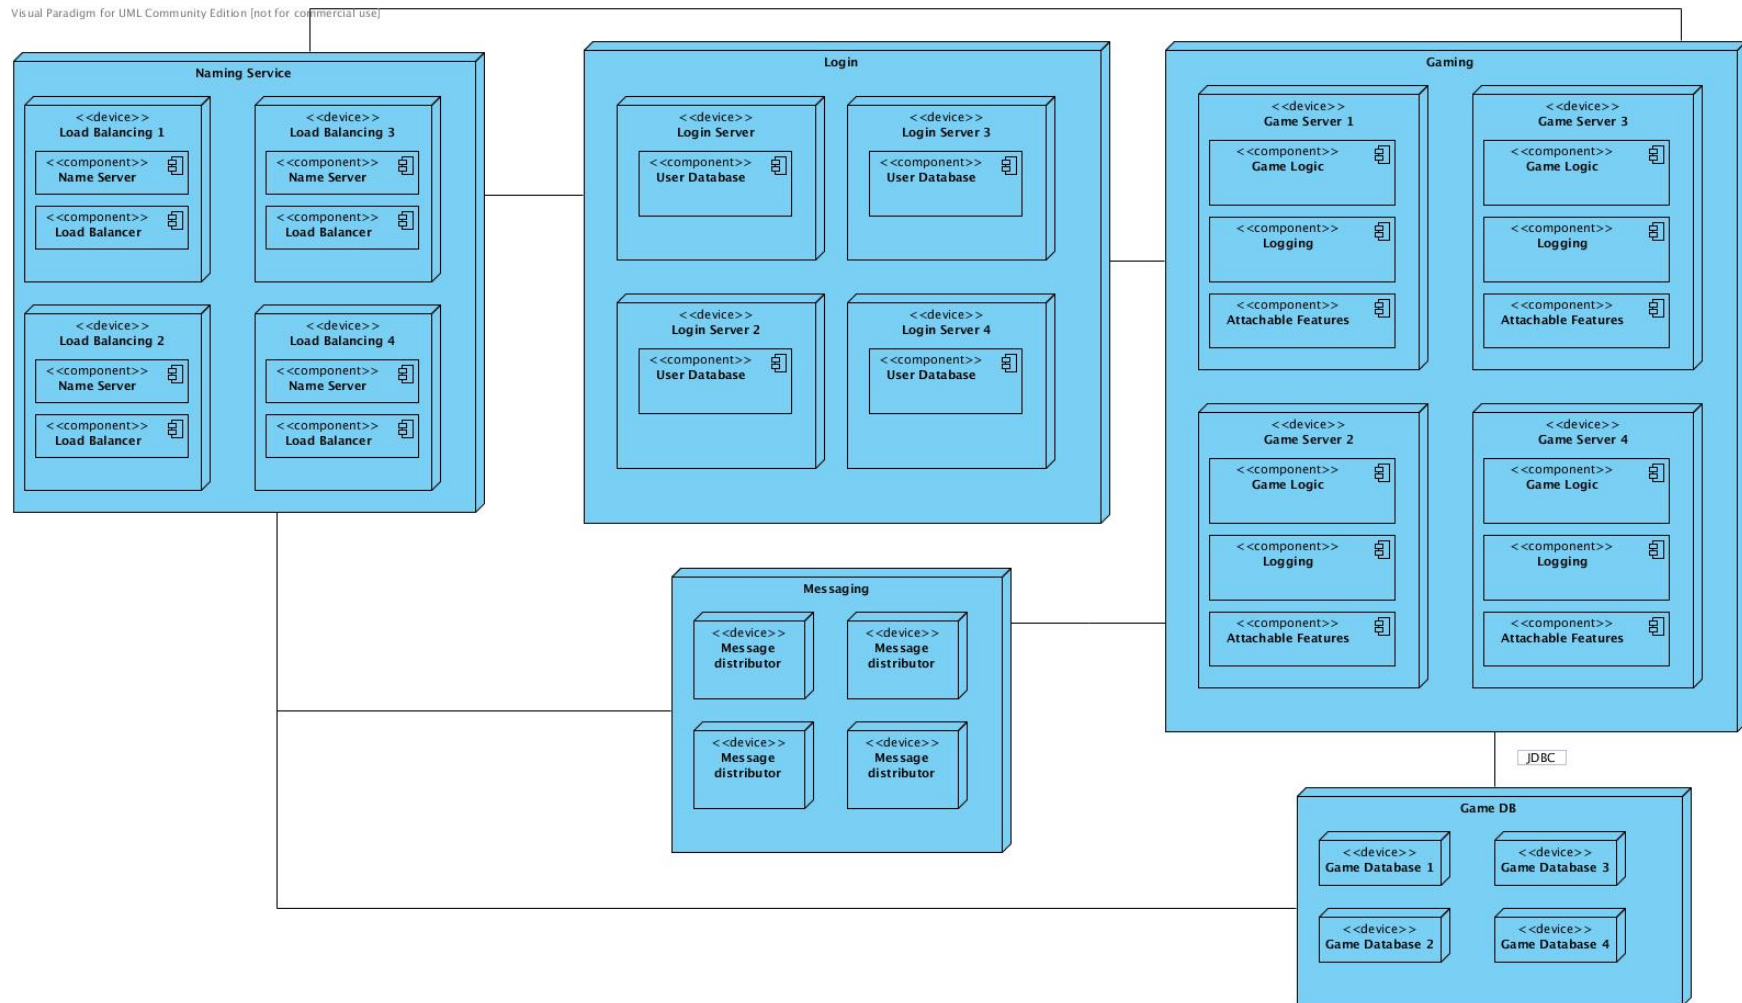 Visual Paradigm for UML Community Edition [not for commercial use]
Naming Service
<<device>>
Load Balancing 1
<<component>>
Name Server
<<component>>
Load Balancer
<<device>>
Load Balancing 3
<<component>>
Name Server
<<component>>
Load Balancer
<<device>>
Load Balancing 2
<<component>>
Name Server
<<component>>
Load Balancer
<<device>>
Load Balancing 4
<<component>>
Name Server
<<component>>
Load Balancer
Login
<<device>>
Login Server
<<component>>
User Database
<<device>>
Login Server 3
<<component>>
User Database
<<device>>
Login Server 2
<<component>>
User Database
<<device>>
Login Server 4
<<component>>
User Database
Gaming
<<device>>
Game Server 1
<<component>>
Game Logic
<<component>>
Logging
<<component>>
Attachable Features
<<device>>
Game Server 3
<<component>>
Game Logic
<<component>>
Logging
<<component>>
Attachable Features
<<device>>
Game Server 2
<<component>>
Game Logic
<<component>>
Logging
<<component>>
Attachable Features
<<device>>
Game Server 4
<<component>>
Game Logic
<<component>>
Logging
<<component>>
Attachable Features
Messaging
<<device>>
Message
distributor
<<device>>
Message
distributor
<<device>>
Message
distributor
<<device>>
Message
distributor
JDBC
Game DB
<<device>>
Game Database 1
<<device>>
Game Database 3
<<device>>
Game Database 2
<<device>>
Game Database 4